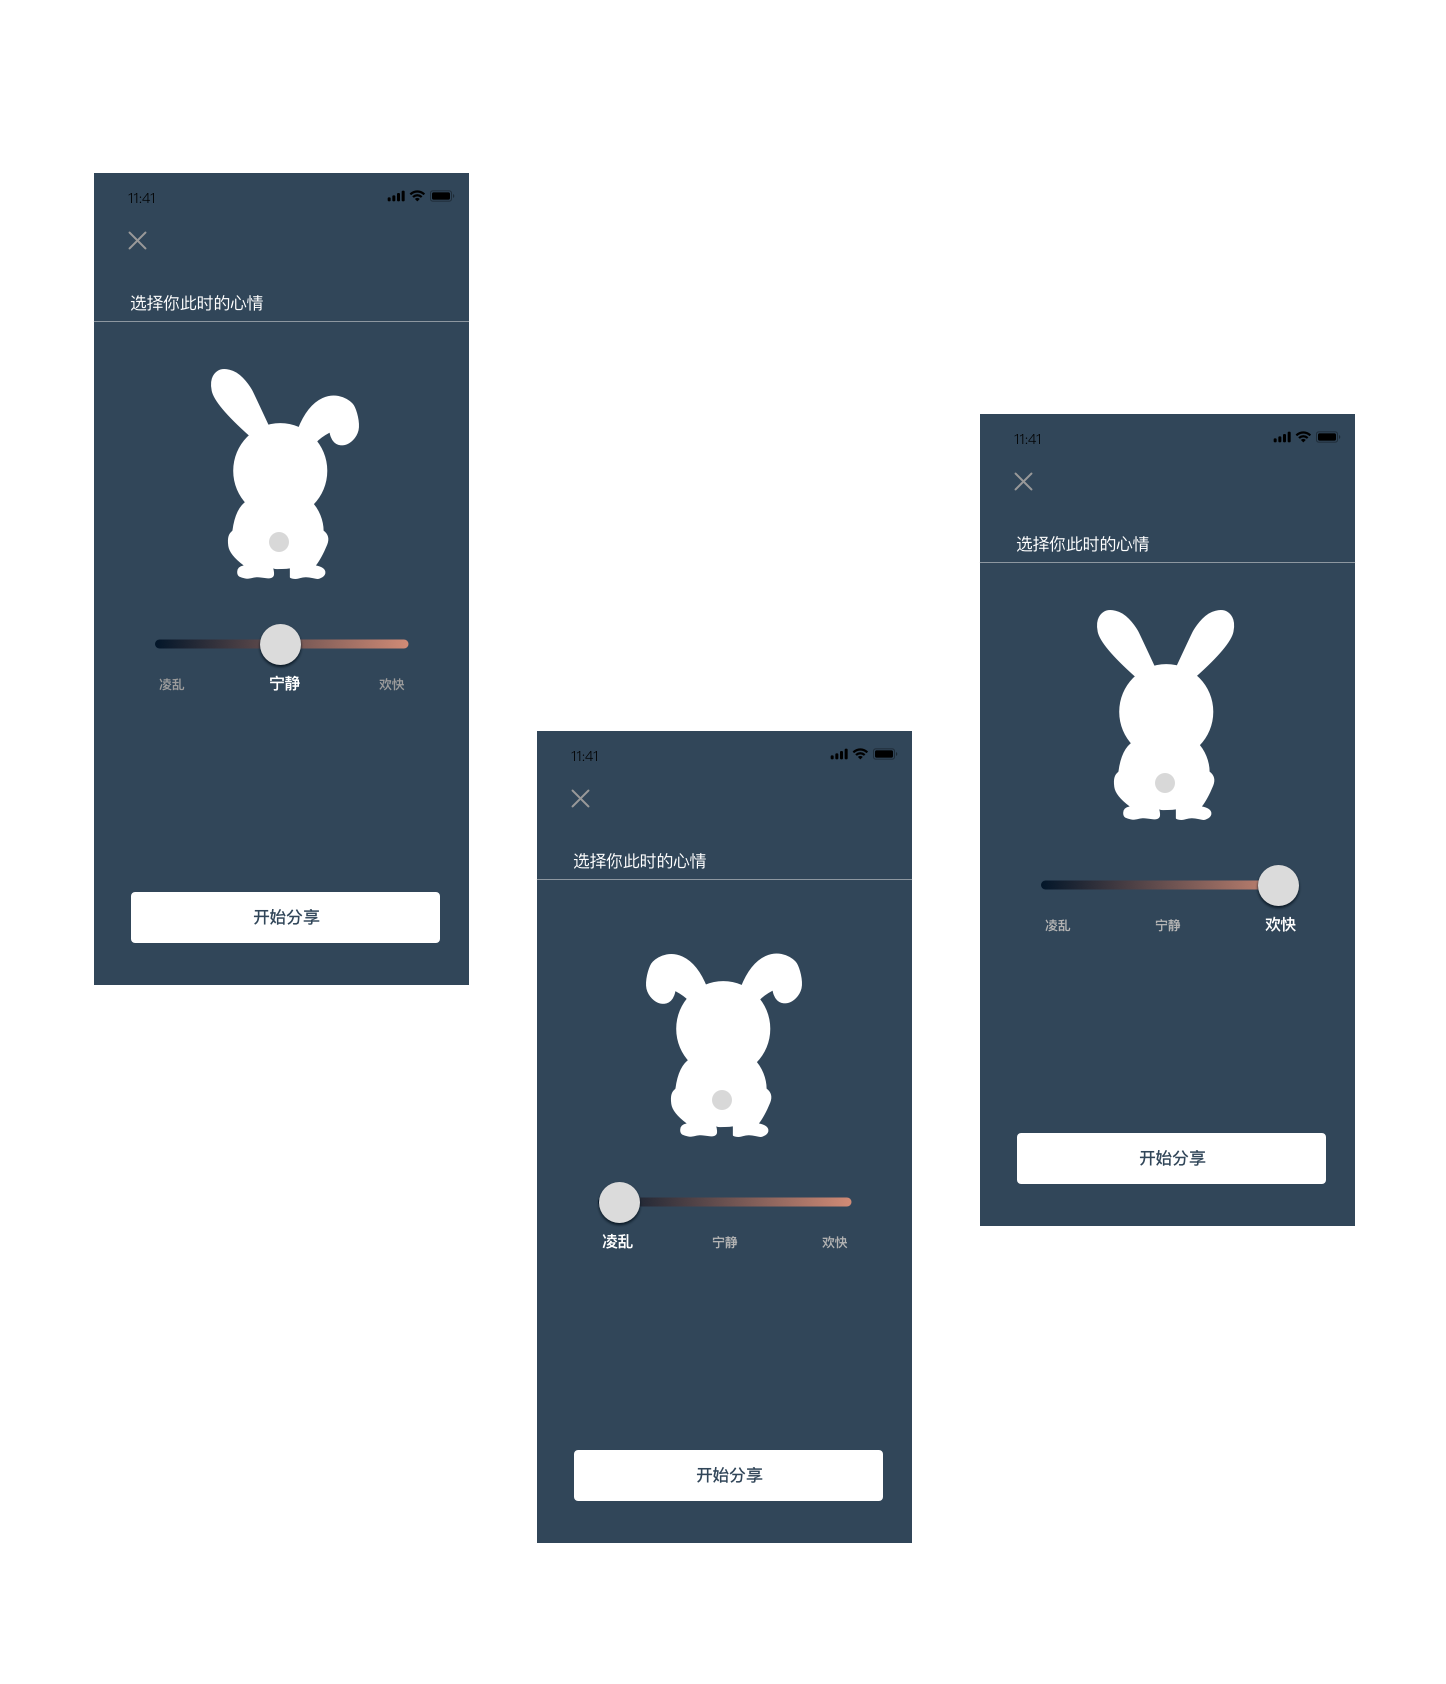 11:41
选择你此时的心情
凌乱
宁静
欢快
开始分享
11:41
选择你此时的心情
凌乱
宁静
欢快
开始分享
11:41
选择你此时的心情
凌乱
宁静
欢快
开始分享